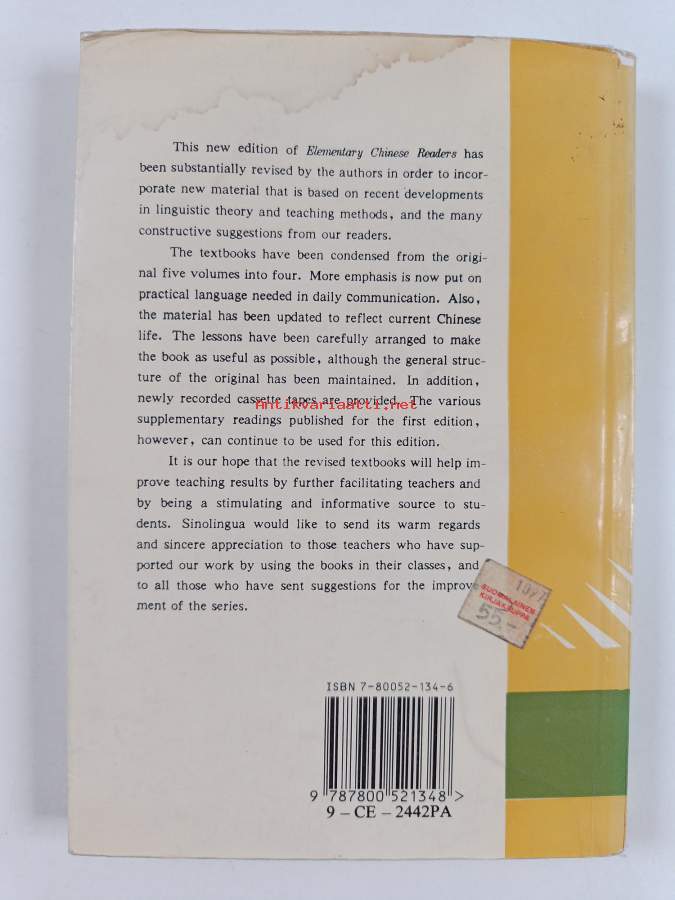 This new edition of Elementary Chinese Readers has
been substantially revised by the authors in order to incor-
porate new material that is based on recent developments
in linguistic theory and teaching methods, and the many
constructive suggestions from our readers.
The textbooks have been condensed from the origi-
nal five volumes into four. More emphasis is now put on
practical language needed in daily communication. Also,
the material has been updated to reflect current Chinese
life. The lessons have been carefully arranged to make
the book as useful as possible, although the general struc-
ture of the original has been maintained. In addition,
newly recorded cassette tapes are provided. The various
Antikvariaatti.net
supplementary readings published for the first edition,
however, can continue to be used for this edition.
It is our hope that the revised textbooks will help im-
prove teaching results by further facilitating teachers and
by being a stimulating and informative source to stu-
dents. Sinolingua would like to send its warm regards
and sincere appreciation to those teachers who have sup-
ported our work by using the books in their classes, and
to all those who have sent suggestions for the improve-
ment of the series.
SUOMALAINEN
KIRJAKAUPPA
55,-
ISBN 7-80052-134-6
9 787800 521348 >
9 – CE – 2442PA